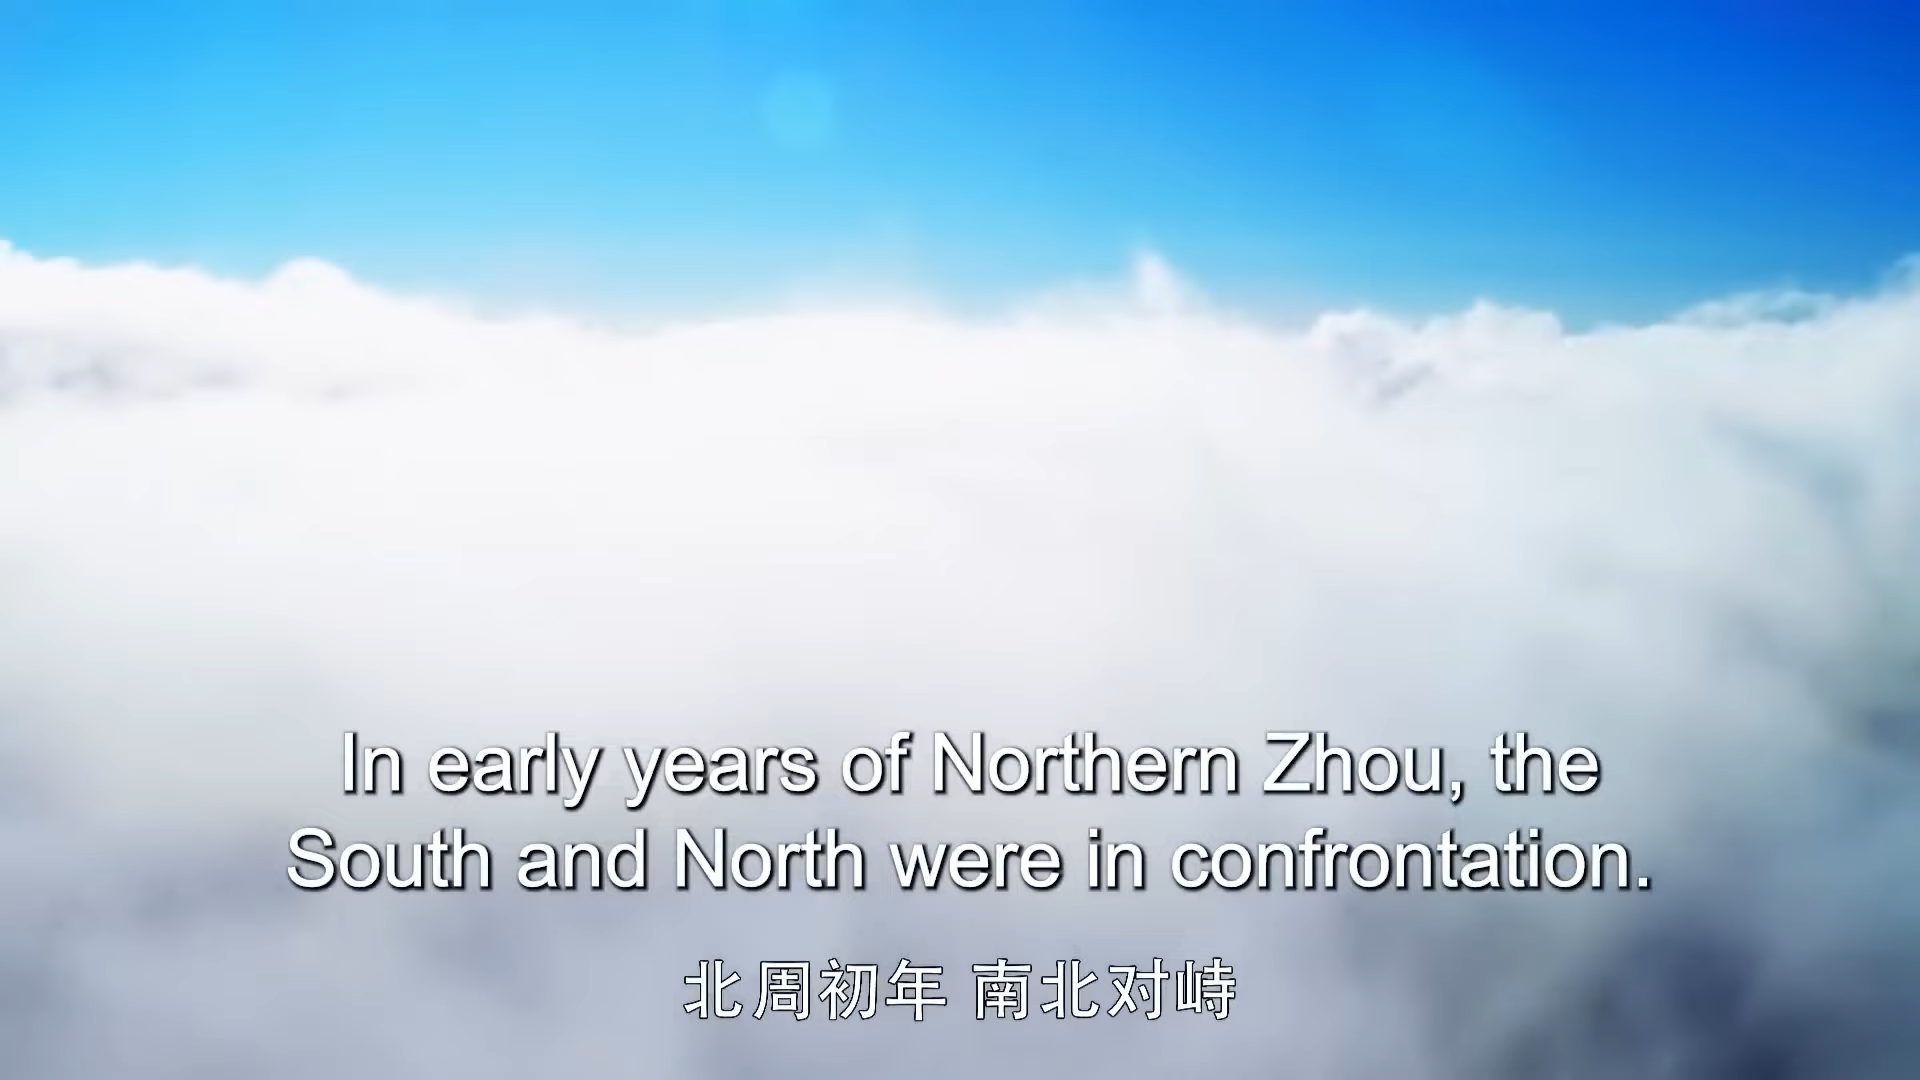 In early years of Northern Zhou, the
South and North were in confrontation.
北周初年 南北对峙